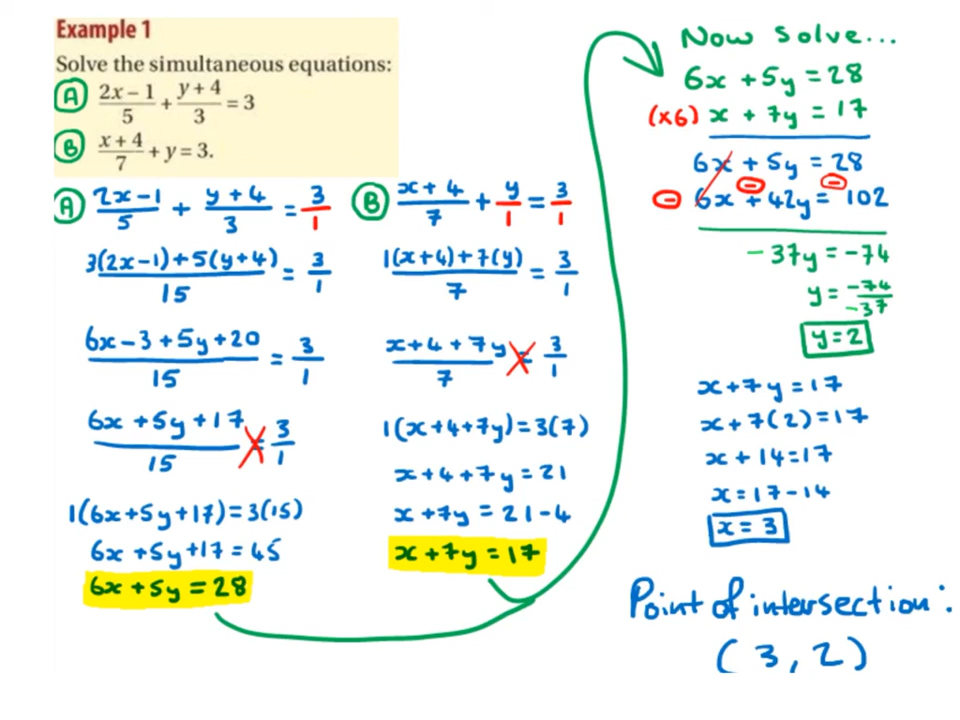 Example 1
Solve the simultaneous equations:
(A) (2x − 1)/5 + (y + 4)/3 = 3
(B) (x + 4)/7 + y = 3.
(A) (2x − 1)/5 + (y + 4)/3 = 3/1
(3(2x − 1) + 5(y + 4))/15 = 3/1
(6x − 3 + 5y + 20)/15 = 3/1
(6x + 5y + 17)/15 = 3/1
1(6x + 5y + 17) = 3(15)
6x + 5y + 17 = 45
6x + 5y = 28
(B) (x + 4)/7 + y/1 = 3/1
(1(x + 4) + 7(y))/7 = 3/1
(x + 4 + 7y)/7 = 3/1
1(x + 4 + 7y) = 3(7)
x + 4 + 7y = 21
x + 7y = 21 − 4
x + 7y = 17
Now solve...
6x + 5y = 28
(×6) x + 7y = 17
6x + 5y = 28
⊖ 6x ⊖+ 42y = ⊖ 102
−37y = −74
y = −74/−37
y = 2
x + 7y = 17
x + 7(2) = 17
x + 14 = 17
x = 17 − 14
x = 3
Point of intersection:
(3, 2)